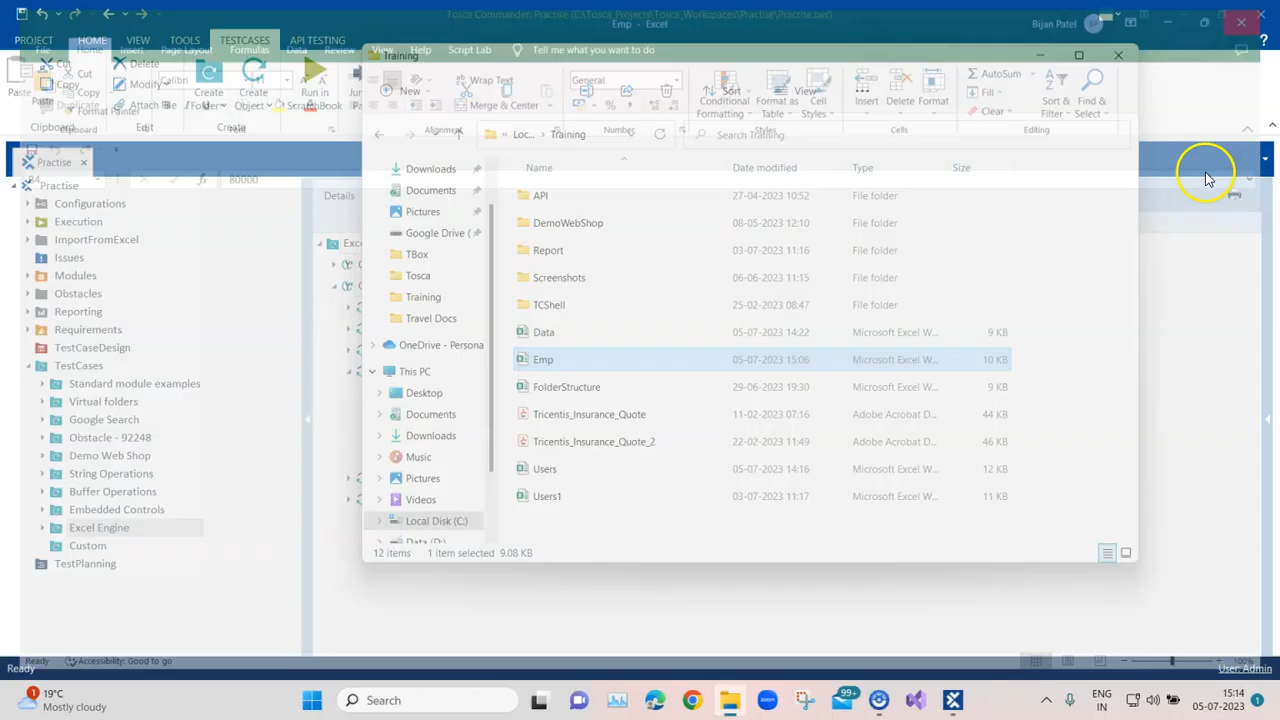 Tosca Commander: Practise (C:\Tosca_Projects\Tosca_Workspaces\Practise\Practise.tws)
Emp - Excel
Bijan Patel
PROJECT HOME VIEW TOOLS TESTCASES API TESTING
File Home Insert Page Layout Formulas Data Review View Help Script Lab Tell me what you want to do
Training
Paste Cut Copy Duplicate Format Painter
Delete Modify Attach
Calibri
Create Folder Create Object Run in ScratchBook
Clipboard Edit Create
New Wrap Text Merge & Center General Sort View
Conditional Formatting Format as Table Cell Styles
Insert Delete Format
AutoSum Fill Clear
Sort & Filter Find & Select
Alignment Number Styles Cells Editing
Loc... Training Search Training
Practise
B4 80000
Practise
Configurations
Execution
ImportFromExcel
Issues
Modules
Obstacles
Reporting
Requirements
TestCaseDesign
TestCases
Standard module examples
Virtual folders
Google Search
Obstacle - 92248
Demo Web Shop
String Operations
Buffer Operations
Embedded Controls
Excel Engine
Custom
TestPlanning
Details
Downloads
Documents
Pictures
Google Drive (
TBox
Tosca
Training
Travel Docs
OneDrive - Persona
This PC
Desktop
Documents
Downloads
Music
Pictures
Videos
Local Disk (C:)
Data (D:)
Name Date modified Type Size
API 27-04-2023 10:52 File folder
DemoWebShop 08-05-2023 12:10 File folder
Report 03-07-2023 11:16 File folder
Screenshots 06-06-2023 11:15 File folder
TCShell 25-02-2023 08:47 File folder
Data 05-07-2023 14:22 Microsoft Excel W... 9 KB
Emp 05-07-2023 15:06 Microsoft Excel W... 10 KB
FolderStructure 29-06-2023 19:30 Microsoft Excel W... 9 KB
Tricentis_Insurance_Quote 11-02-2023 07:16 Adobe Acrobat D... 44 KB
Tricentis_Insurance_Quote_2 22-02-2023 11:49 Adobe Acrobat D... 46 KB
Users 05-07-2023 14:16 Microsoft Excel W... 12 KB
Users1 03-07-2023 11:17 Microsoft Excel W... 11 KB
12 items 1 item selected 9.08 KB
Ready Accessibility: Good to go 100%
Ready User: Admin
19°C
Mostly cloudy
Search
99+
ENG
IN
15:14
05-07-2023